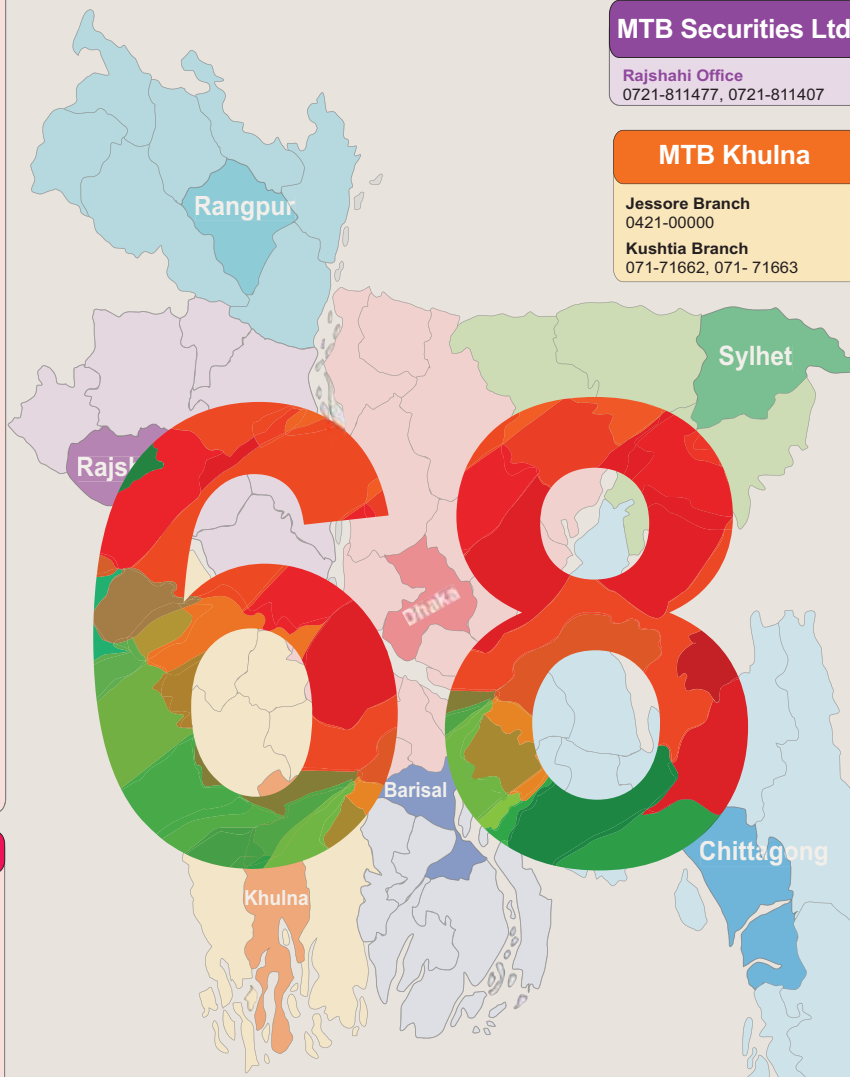 MTB Securities Ltd
Rajshahi Office
0721-811477, 0721-811407
MTB Khulna
Jessore Branch
0421-00000
Kushtia Branch
071-71662, 071- 71663
Rangpur
Sylhet
Rajsh
68
Dhaka
Barisal
Chittagong
Khulna